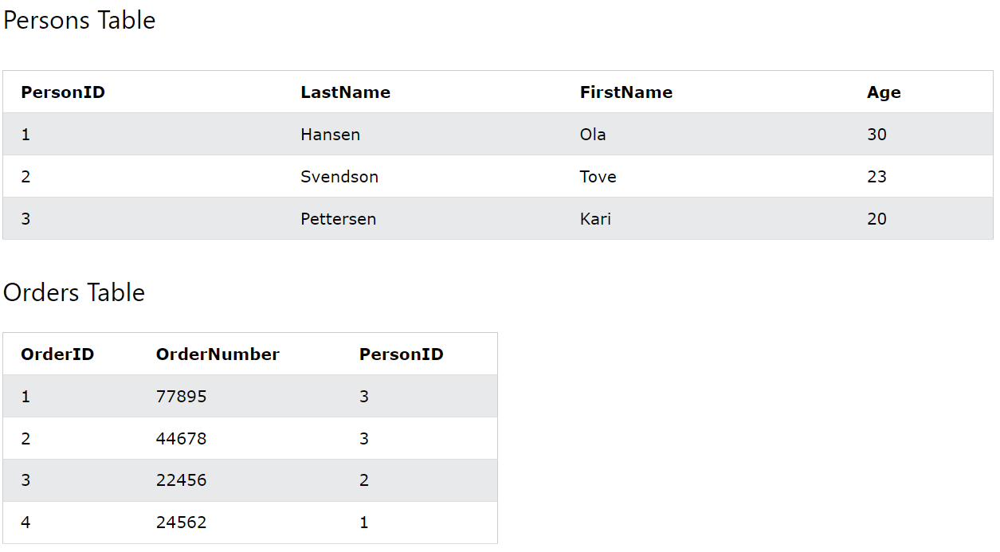 Persons Table
PersonID LastName FirstName Age
1 Hansen Ola 30
2 Svendson Tove 23
3 Pettersen Kari 20
Orders Table
OrderID OrderNumber PersonID
1 77895 3
2 44678 3
3 22456 2
4 24562 1